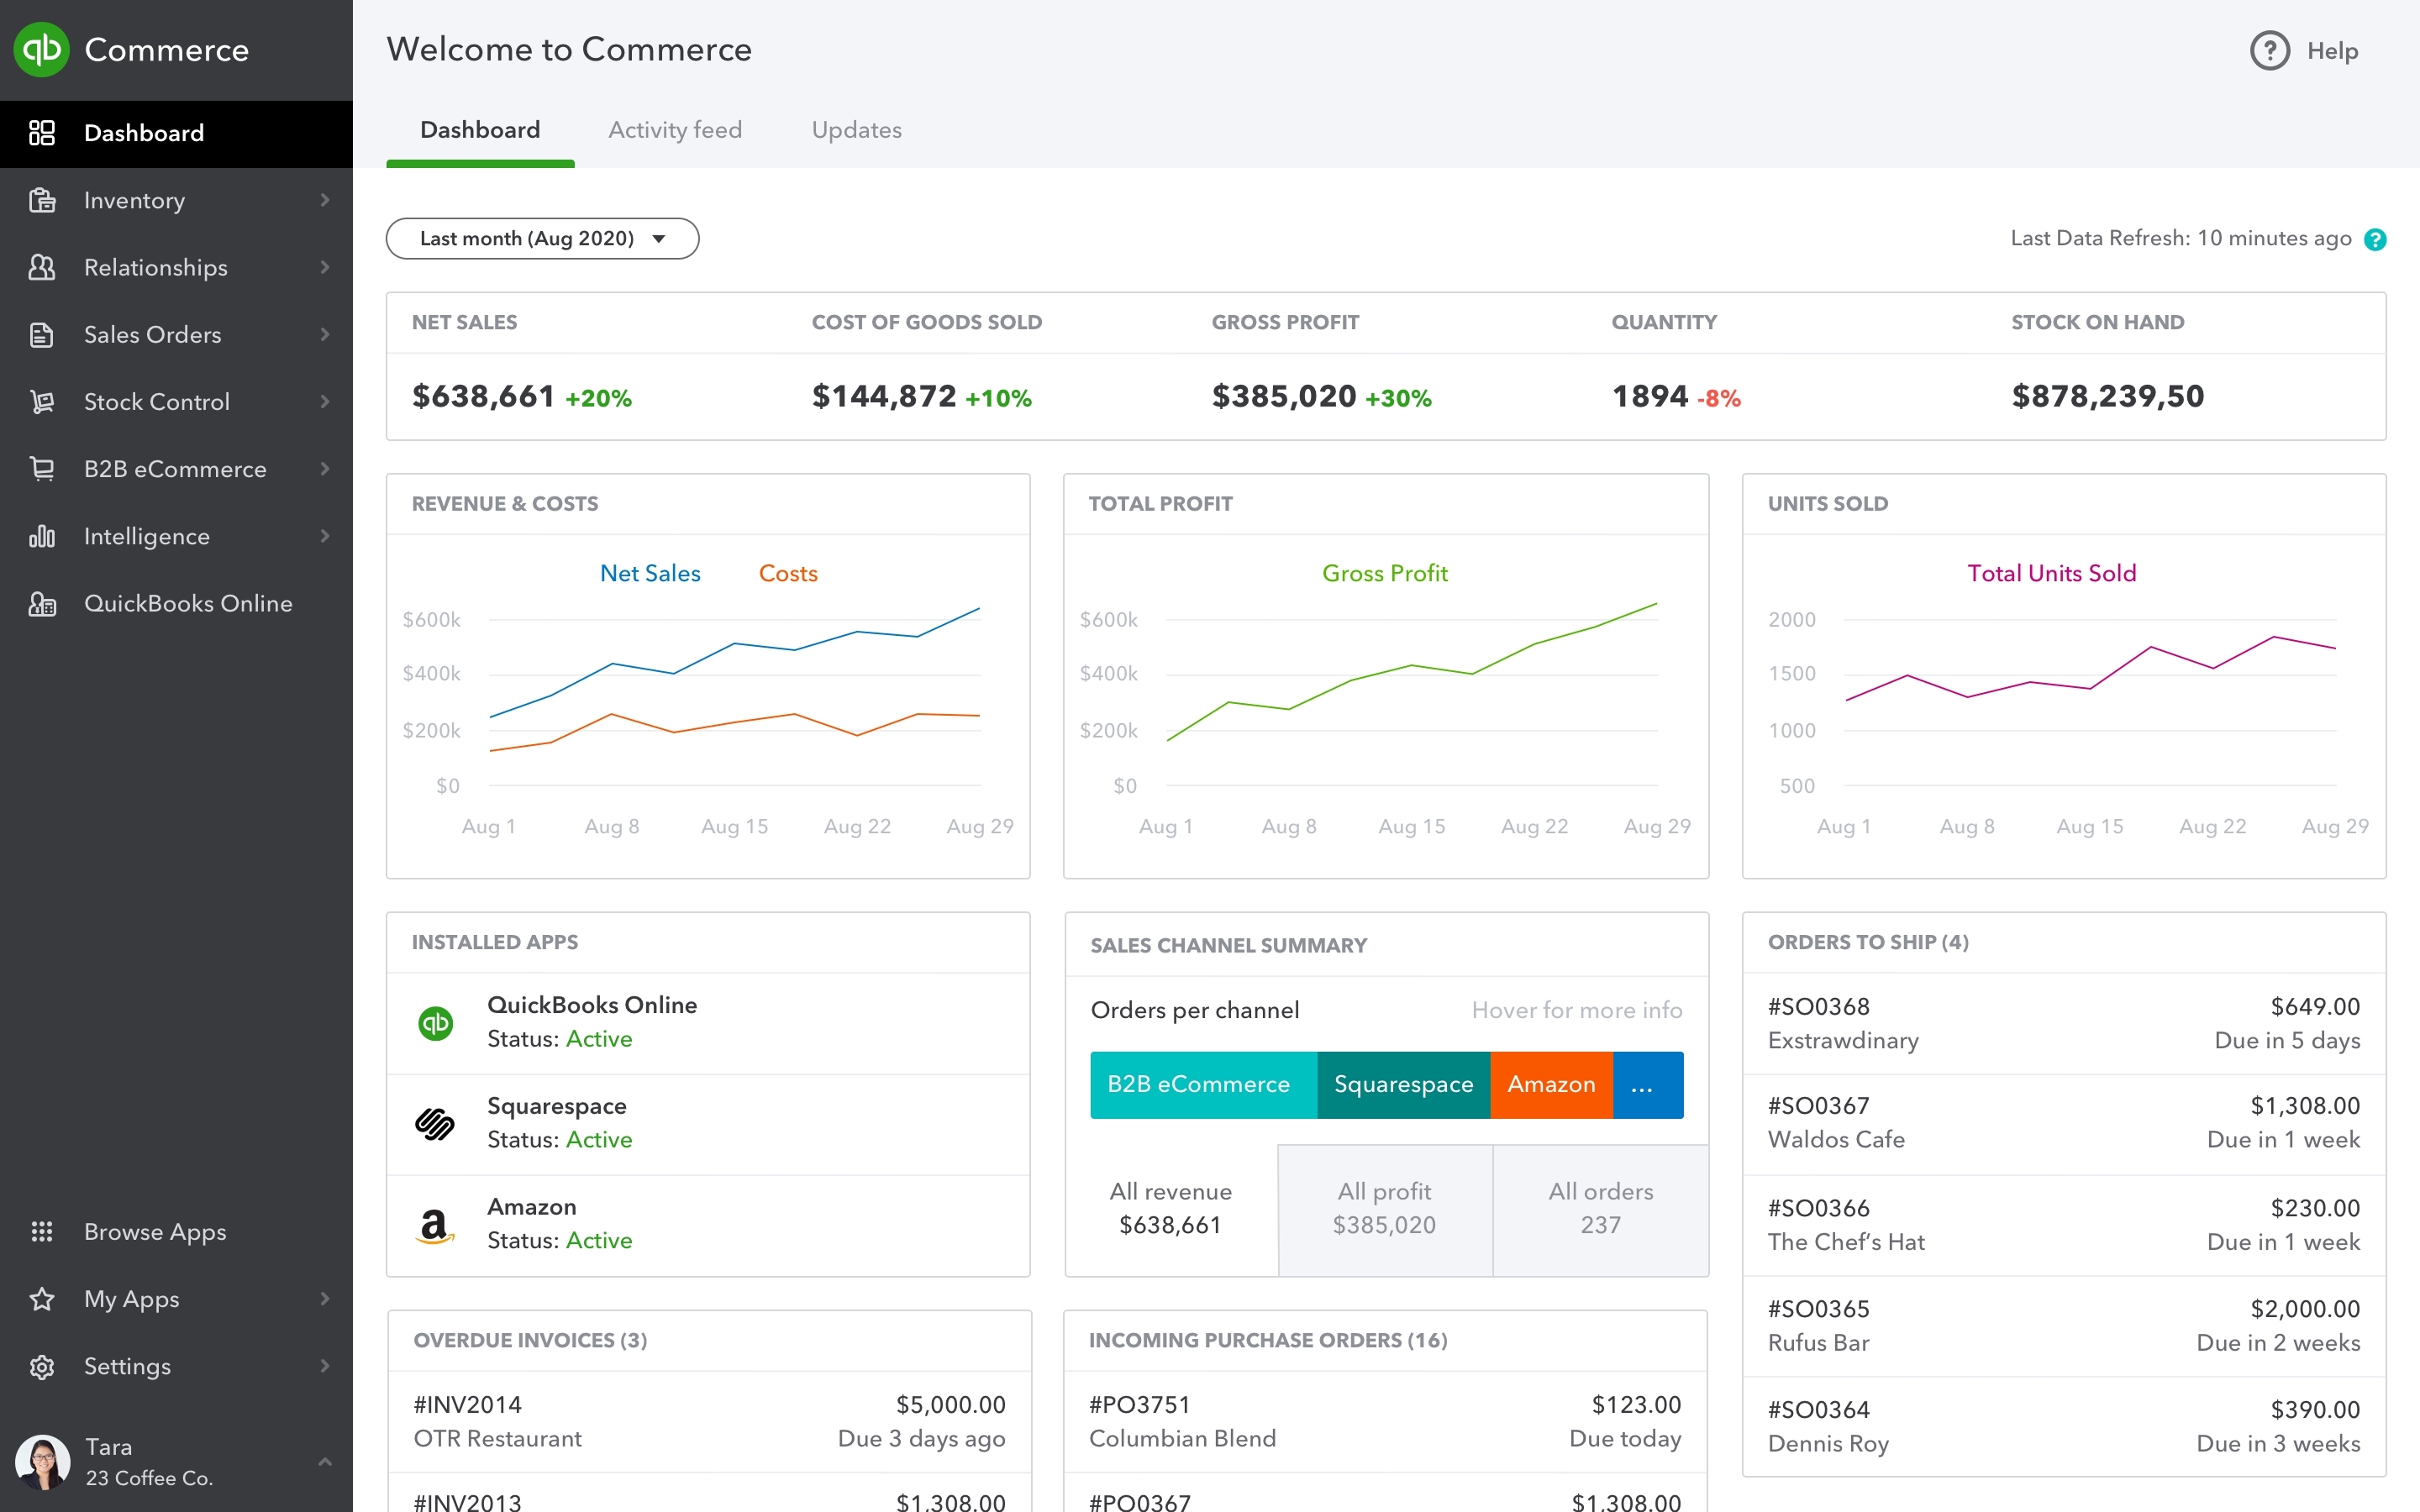 qb Commerce
Dashboard
Inventory
Relationships
Sales Orders
Stock Control
B2B eCommerce
Intelligence
QuickBooks Online
Browse Apps
My Apps
Settings
Tara
23 Coffee Co.
Welcome to Commerce
? Help
Dashboard Activity feed Updates
Last month (Aug 2020)
Last Data Refresh: 10 minutes ago ?
NET SALES COST OF GOODS SOLD GROSS PROFIT QUANTITY STOCK ON HAND
$638,661 +20% $144,872 +10% $385,020 +30% 1894 -8% $878,239,50
REVENUE & COSTS
Net Sales Costs
$600k
$400k
$200k
$0
Aug 1 Aug 8 Aug 15 Aug 22 Aug 29
TOTAL PROFIT
Gross Profit
$600k
$400k
$200k
$0
Aug 1 Aug 8 Aug 15 Aug 22 Aug 29
UNITS SOLD
Total Units Sold
2000
1500
1000
500
Aug 1 Aug 8 Aug 15 Aug 22 Aug 29
INSTALLED APPS
qb
QuickBooks Online
Status: Active
Squarespace
Status: Active
a
Amazon
Status: Active
SALES CHANNEL SUMMARY
Orders per channel Hover for more info
B2B eCommerce Squarespace Amazon ...
All revenue All profit All orders
$638,661 $385,020 237
ORDERS TO SHIP (4)
#SO0368 $649.00
Exstrawdinary Due in 5 days
#SO0367 $1,308.00
Waldos Cafe Due in 1 week
#SO0366 $230.00
The Chef’s Hat Due in 1 week
#SO0365 $2,000.00
Rufus Bar Due in 2 weeks
#SO0364 $390.00
Dennis Roy Due in 3 weeks
OVERDUE INVOICES (3)
#INV2014 $5,000.00
OTR Restaurant Due 3 days ago
#INV2013 $1,308.00
INCOMING PURCHASE ORDERS (16)
#PO3751 $123.00
Columbian Blend Due today
#PO0367 $1,308.00